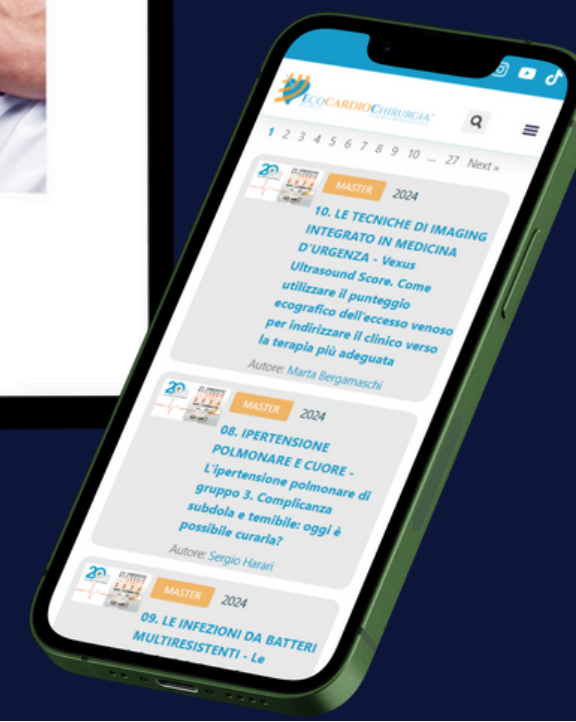 ECOCARDIOCHIRURGIA®
1 2 3 4 5 6 7 8 9 10 ... 27 Next »
MASTER 2024
10. LE TECNICHE DI IMAGING
INTEGRATO IN MEDICINA
D'URGENZA - Vexus
Ultrasound Score. Come
utilizzare il punteggio
ecografico dell'eccesso venoso
per indirizzare il clinico verso
la terapia più adeguata
Autore: Marta Bergamaschi
MASTER 2024
08. IPERTENSIONE
POLMONARE E CUORE -
L'ipertensione polmonare di
gruppo 3. Complicanza
subdola e temibile: oggi è
possibile curarla?
Autore: Sergio Harari
MASTER 2024
09. LE INFEZIONI DA BATTERI
MULTIRESISTENTI - Le